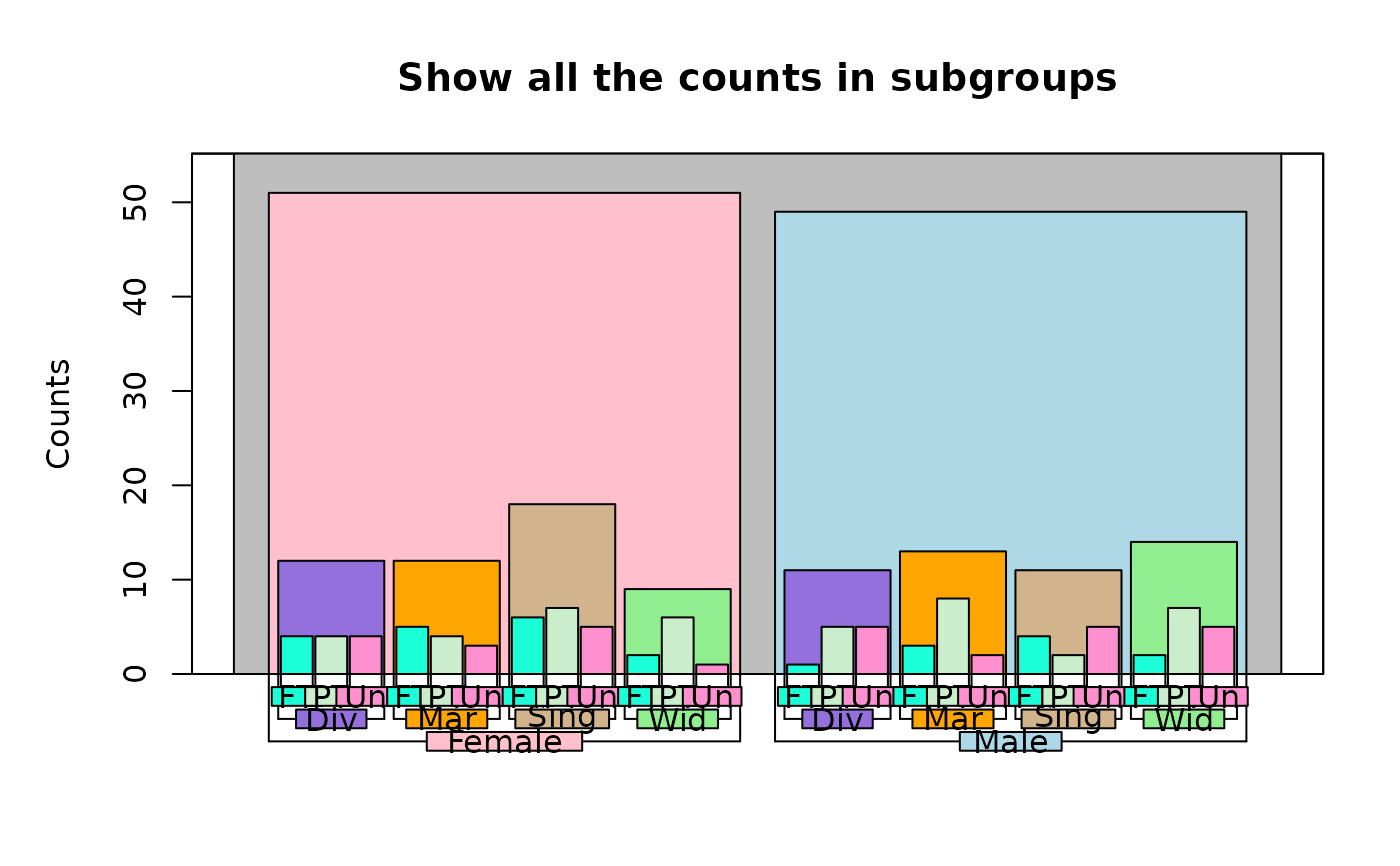 Show all the counts in subgroups
Counts
50
40
30
20
10
0
Un Un Un Un Un Un Un Un
Div Mar Sing Wid Div Mar Sing Wid
Female Male